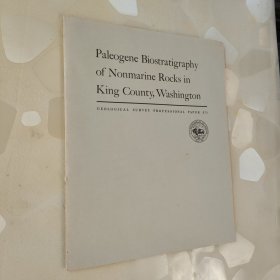 Paleogene Biostratigraphy
of Nonmarine Rocks in
King County, Washington
GEOLOGICAL SURVEY PROFESSIONAL PAPER